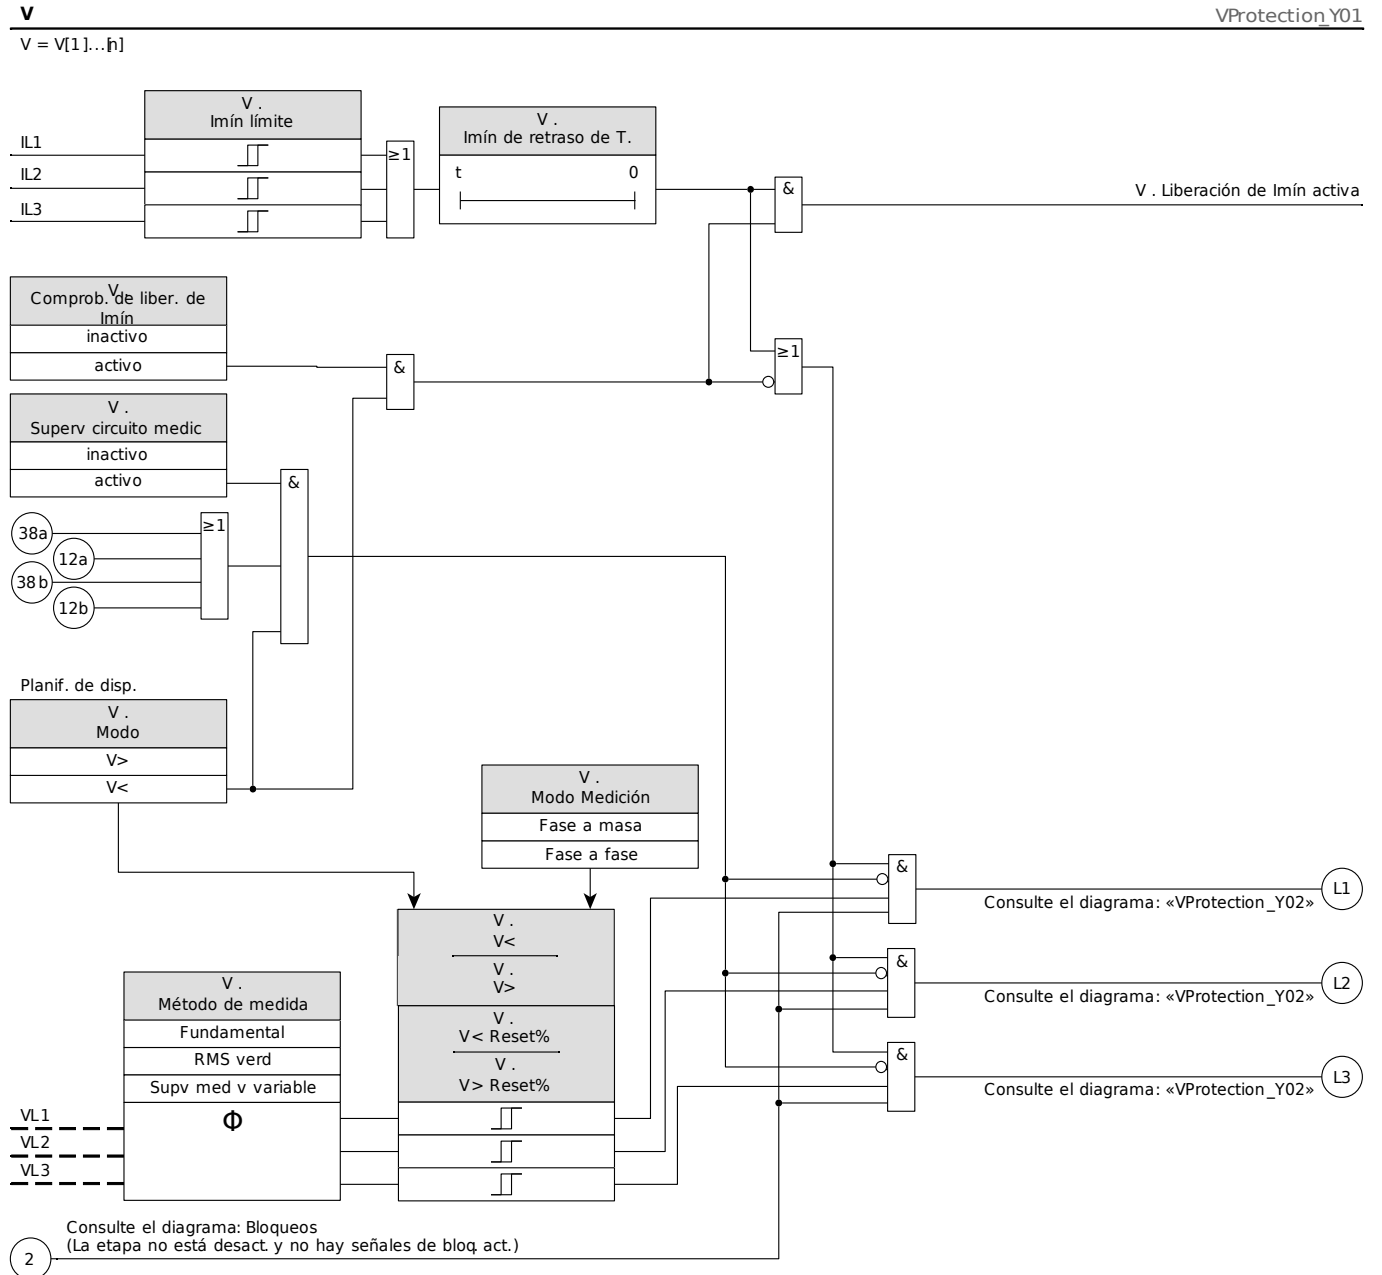 V
VProtection_Y01
V = V[1]...[n]
V .
Imín límite
IL1
IL2
IL3
≥1
V .
Imín de retraso de T.
t
0
&
V . Liberación de Imín activa
V .
Comprob. de liber. de
Imín
inactivo
activo
&
≥1
V .
Superv circuito medic
inactivo
activo
&
38a
12a
38b
12b
≥1
Planif. de disp.
V .
Modo
V>
V<
V .
Modo Medición
Fase a masa
Fase a fase
V .
V<
V .
V>
V .
V< Reset%
V .
V> Reset%
V .
Método de medida
Fundamental
RMS verd
Supv med v variable
Φ
VL1
VL2
VL3
&
L1
Consulte el diagrama: «VProtection_Y02»
&
L2
Consulte el diagrama: «VProtection_Y02»
&
L3
Consulte el diagrama: «VProtection_Y02»
2
Consulte el diagrama: Bloqueos
(La etapa no está desact. y no hay señales de bloq. act.)